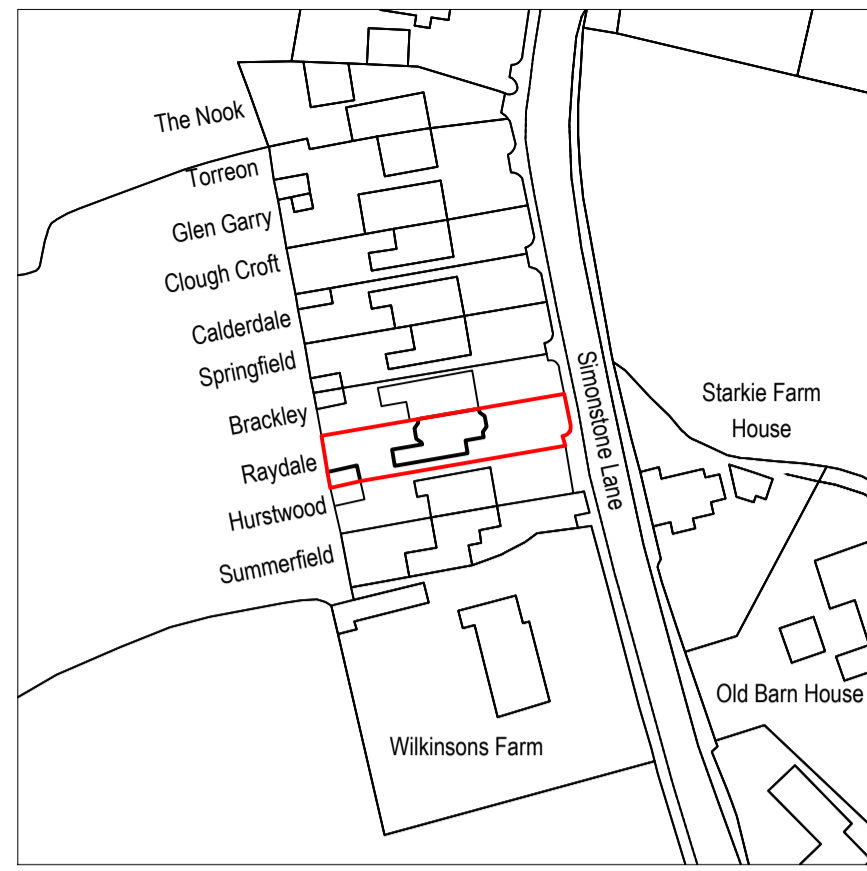 The Nook
Torreon
Glen Garry
Clough Croft
Calderdale
Springfield
Brackley
Raydale
Hurstwood
Summerfield
Simonstone Lane
Starkie Farm
House
Old Barn House
Wilkinsons Farm